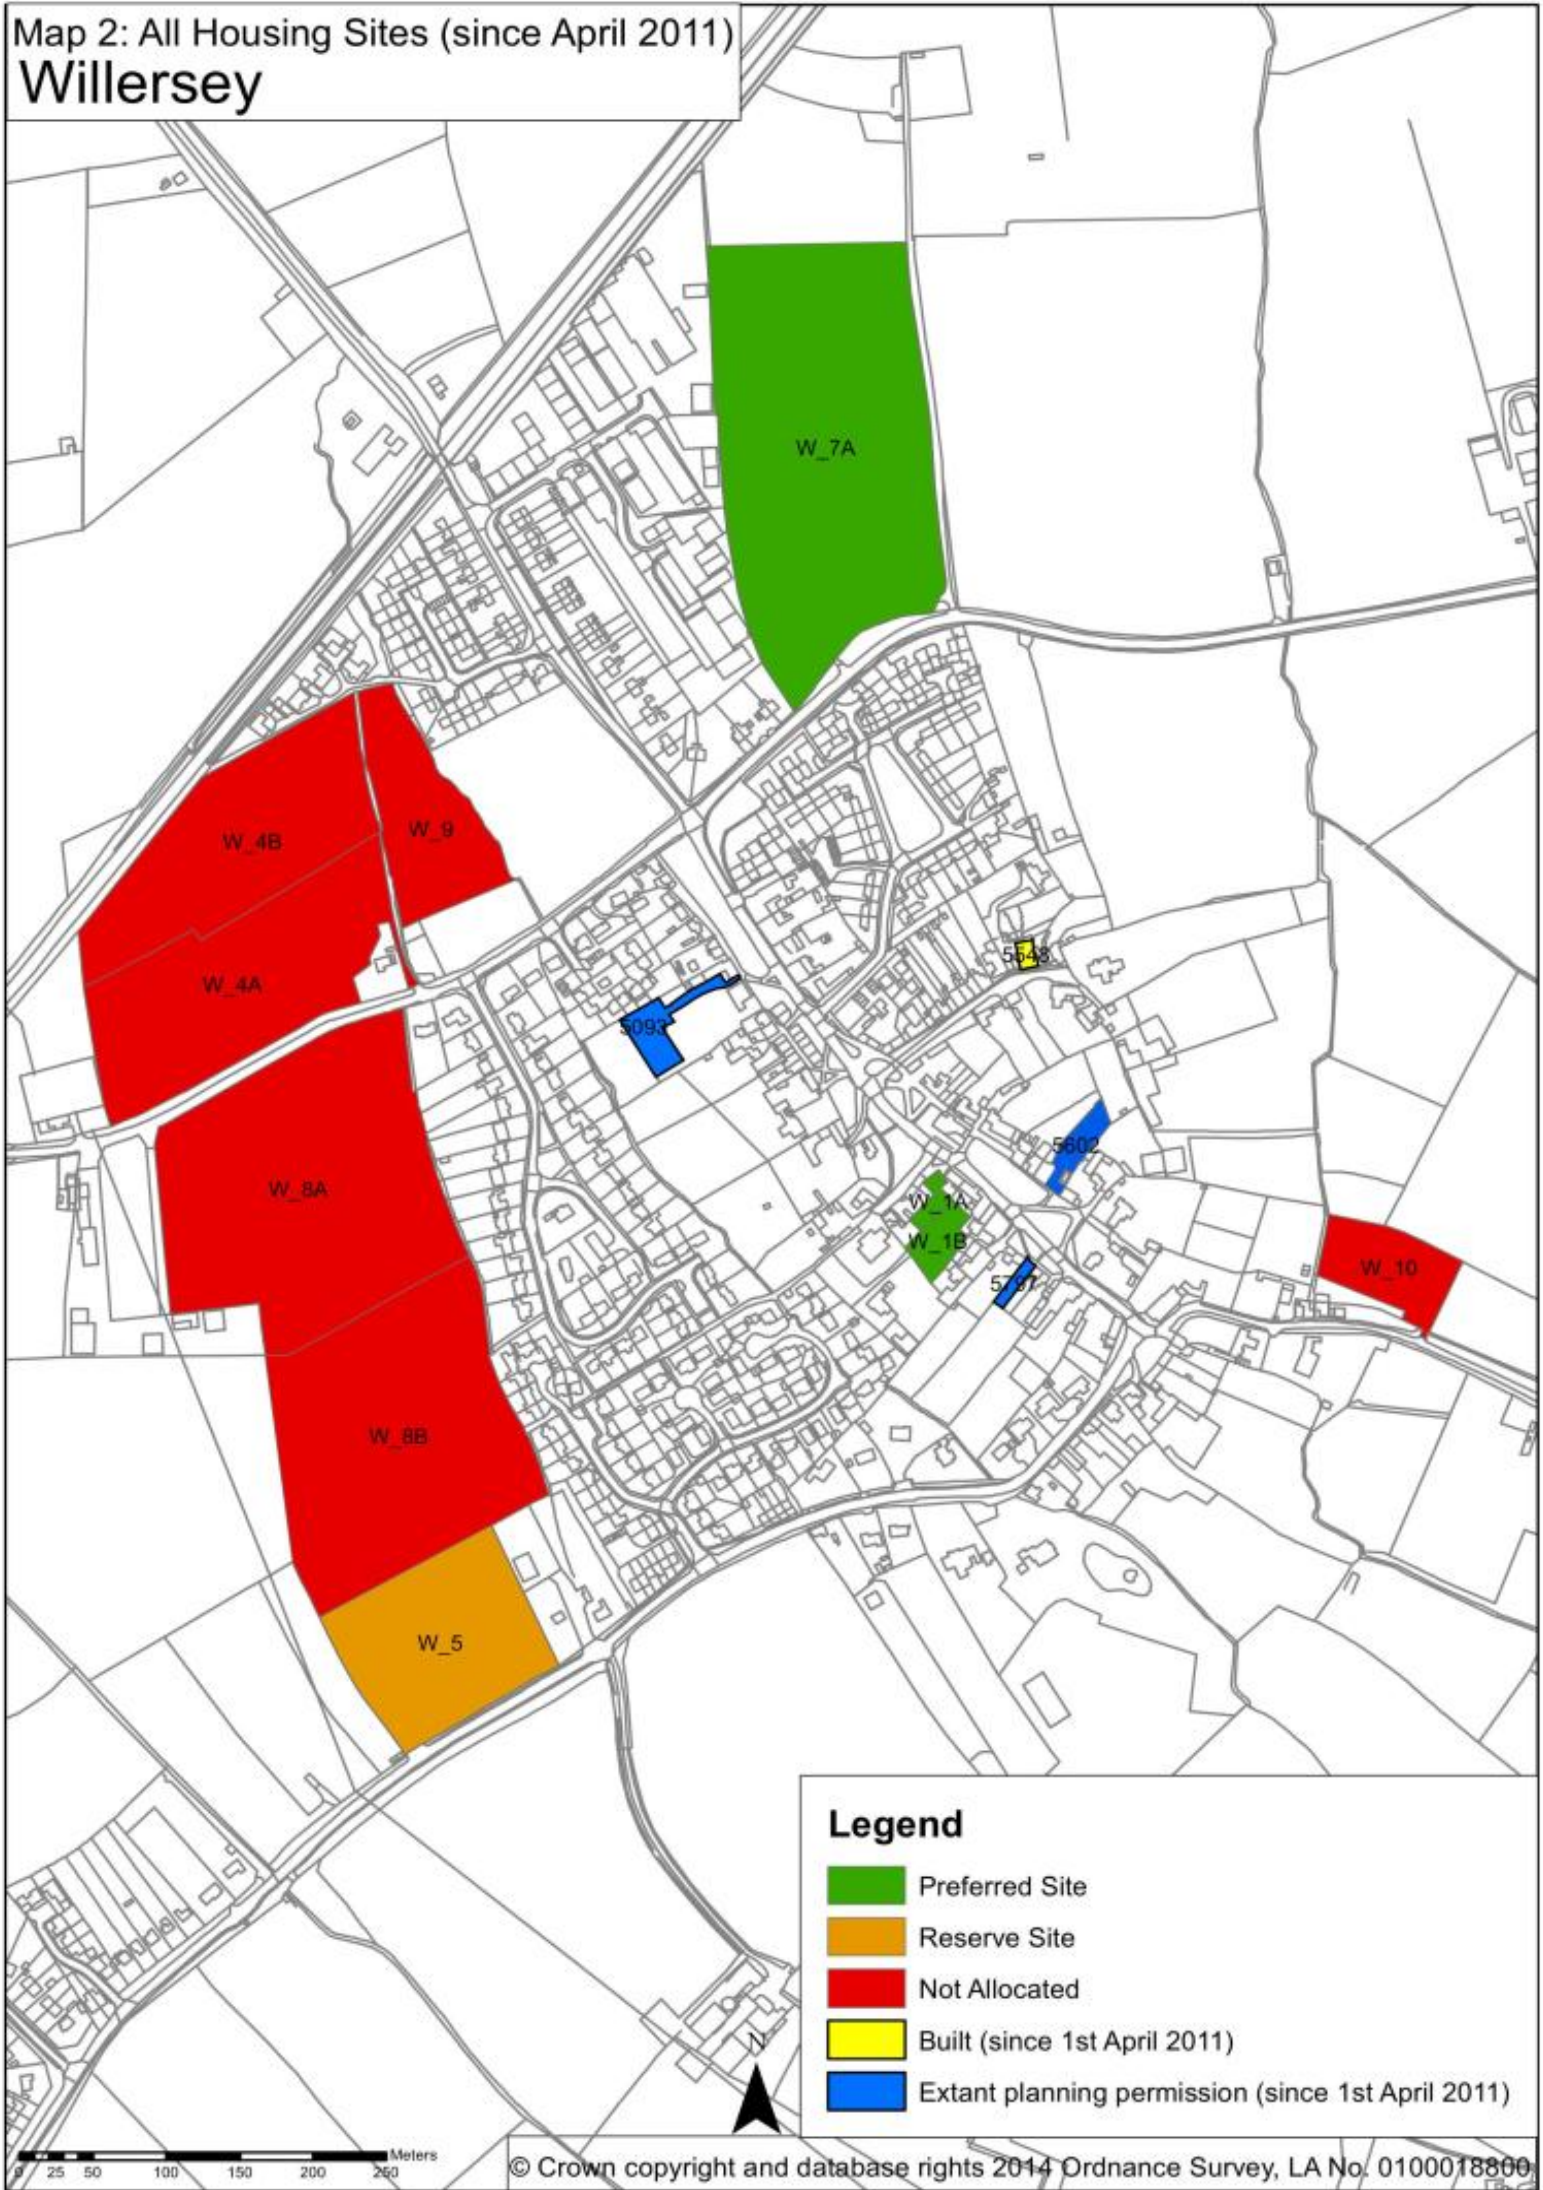 Map 2: All Housing Sites (since April 2011)
Willersey
W_7A
W_4B
W_9
W_4A
5548
5093
5602
W_8A
W_1A
W_1B
W_10
W_8B
W_5
Legend
Preferred Site
Reserve Site
Not Allocated
Built (since 1st April 2011)
Extant planning permission (since 1st April 2011)
N
Meters
0 25 50 100 150 200 250
© Crown copyright and database rights 2014 Ordnance Survey, LA No. 0100018800